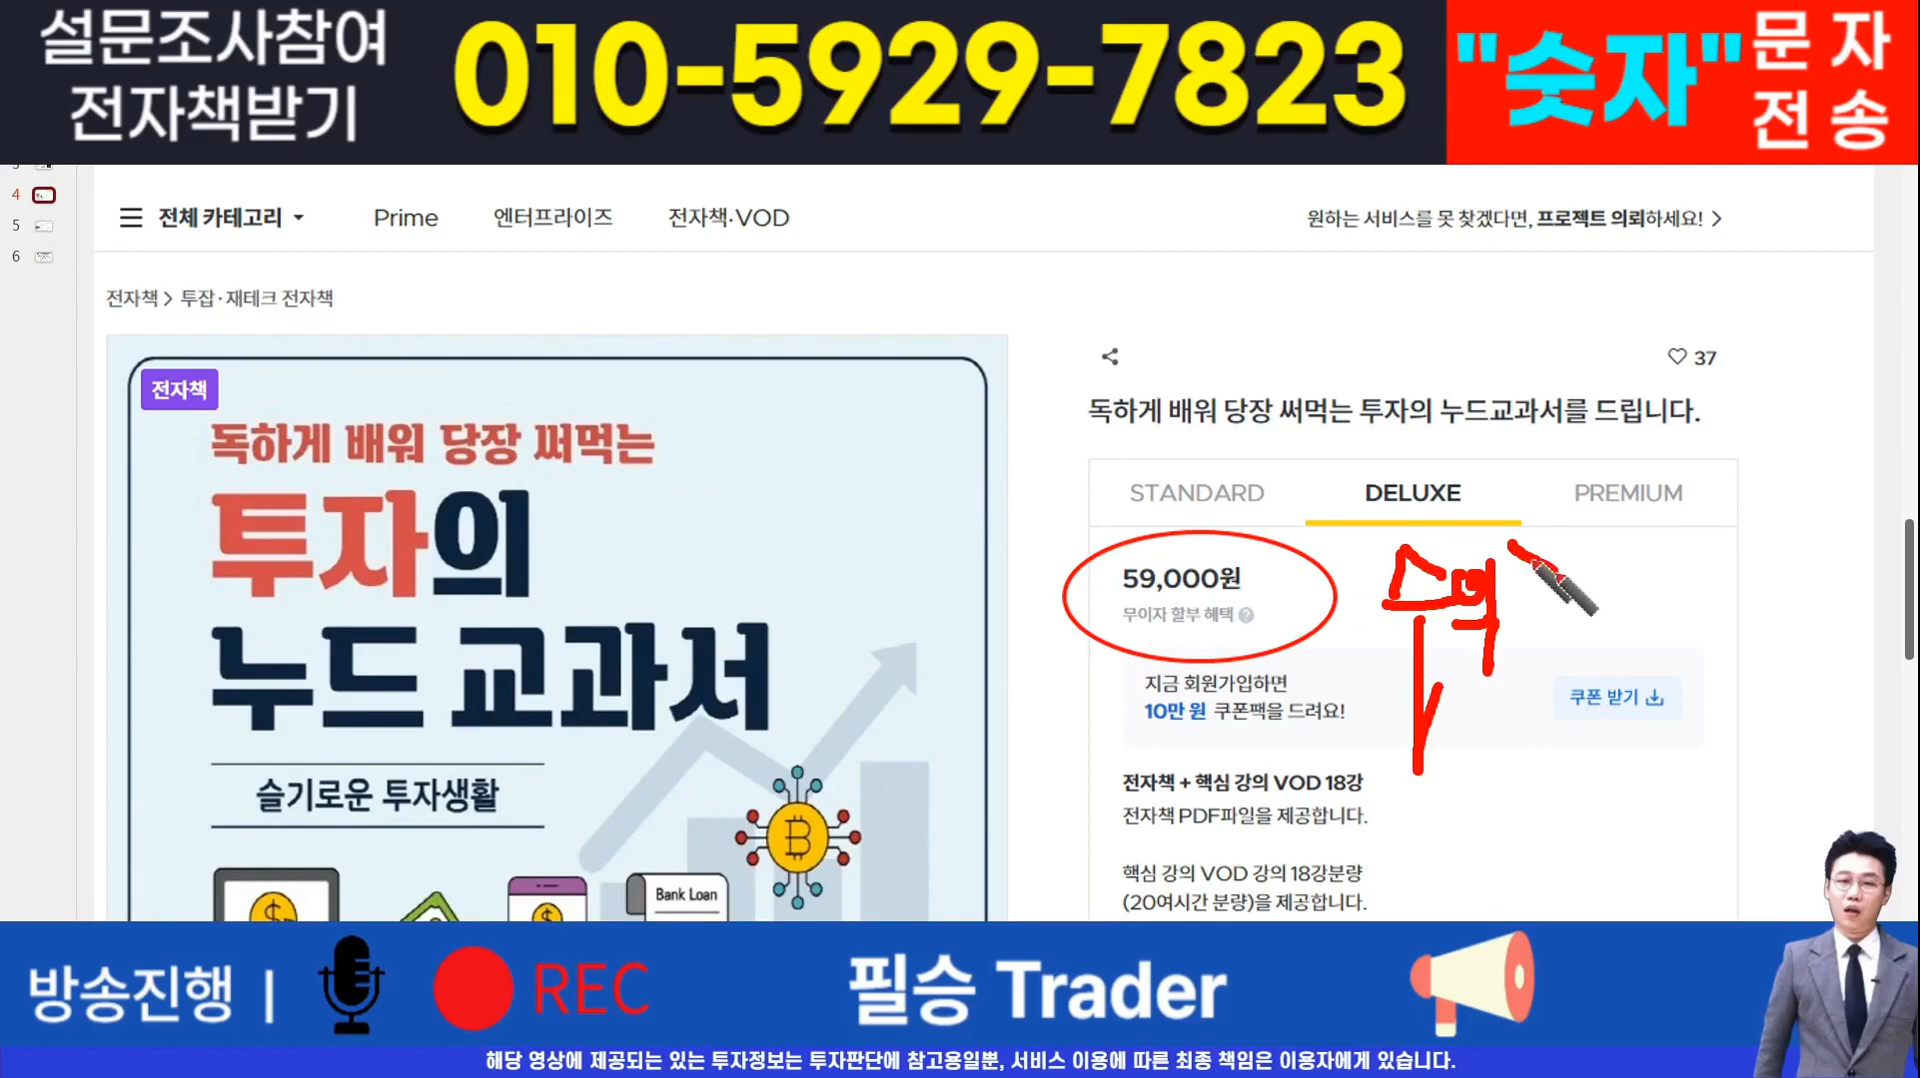 설문조사참여
전자책받기
010-5929-7823
"숫자"
문자
전송
4
5
6
전체 카테고리
Prime
엔터프라이즈
전자책·VOD
원하는 서비스를 못 찾겠다면, 프로젝트 의뢰하세요! >
전자책 > 투잡·재테크 전자책
전자책
독하게 배워 당장 써먹는
투자의
누드 교과서
슬기로운 투자생활
Bank Loan
37
독하게 배워 당장 써먹는 투자의 누드교과서를 드립니다.
STANDARD
DELUXE
PREMIUM
59,000원
무이자 할부 혜택 ?
지금 회원가입하면
10만 원 쿠폰팩을 드려요!
쿠폰 받기
전자책 + 핵심 강의 VOD 18강
전자책 PDF파일을 제공합니다.
핵심 강의 VOD 강의 18강분량
(20여시간 분량)을 제공합니다.
방송진행 |
REC
필승 Trader
해당 영상에 제공되는 있는 투자정보는 투자판단에 참고용일뿐, 서비스 이용에 따른 최종 책임은 이용자에게 있습니다.